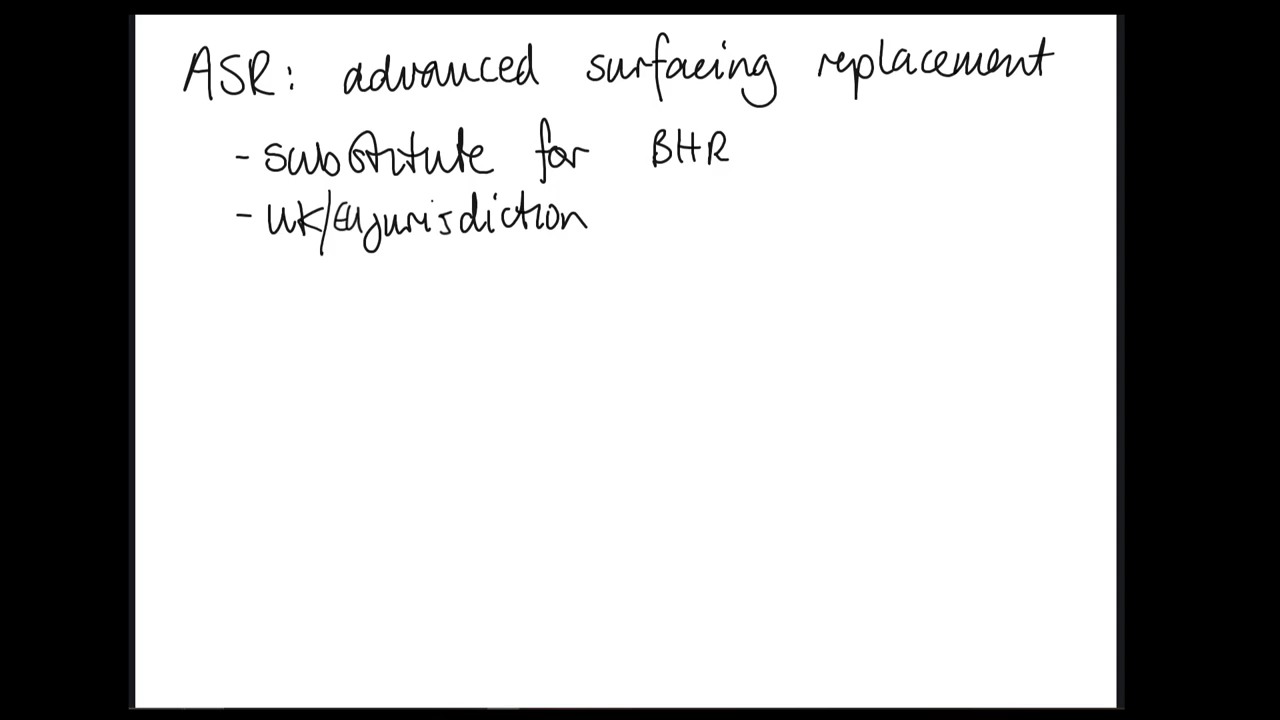 ASR: advanced surfacing replacement
- substitute for BHR
- UK/EU jurisdiction